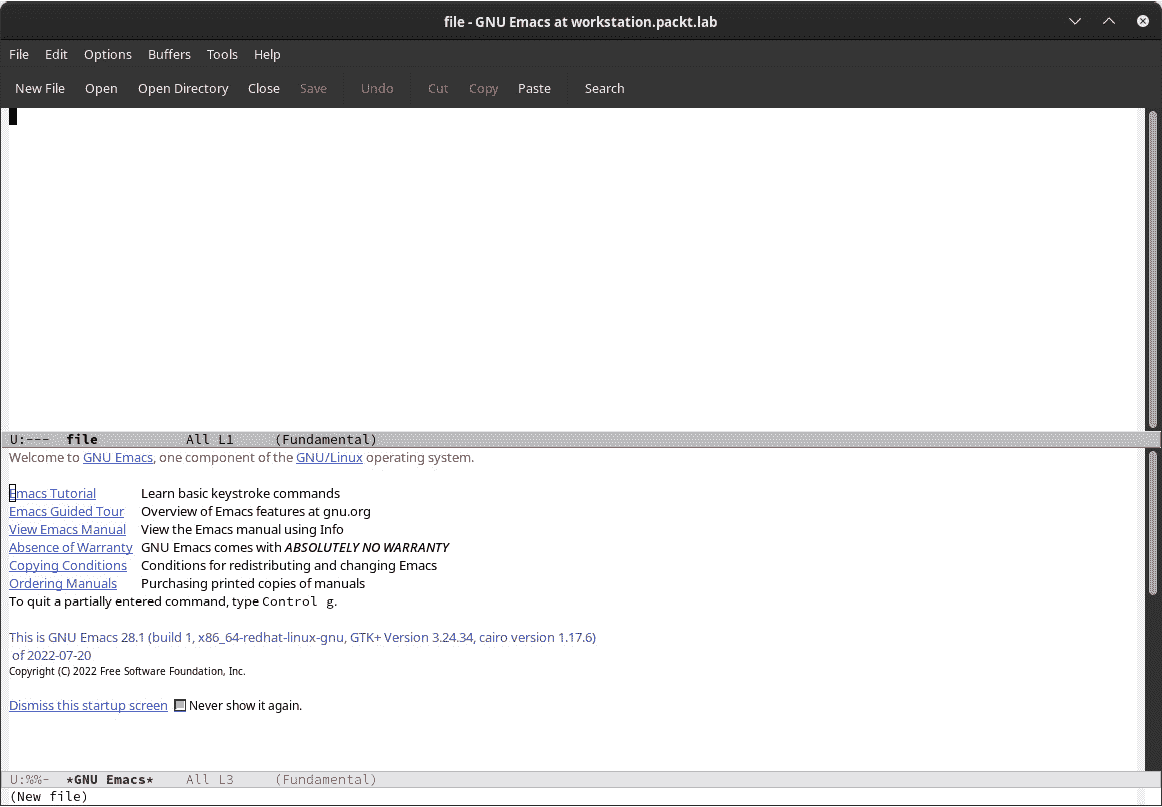 file - GNU Emacs at workstation.packt.lab
File Edit Options Buffers Tools Help
New File Open Open Directory Close Save Undo Cut Copy Paste Search
U:--- file All L1 (Fundamental)
Welcome to GNU Emacs, one component of the GNU/Linux operating system.
Emacs Tutorial Learn basic keystroke commands
Emacs Guided Tour Overview of Emacs features at gnu.org
View Emacs Manual View the Emacs manual using Info
Absence of Warranty GNU Emacs comes with ABSOLUTELY NO WARRANTY
Copying Conditions Conditions for redistributing and changing Emacs
Ordering Manuals Purchasing printed copies of manuals
To quit a partially entered command, type Control g.
This is GNU Emacs 28.1 (build 1, x86_64-redhat-linux-gnu, GTK+ Version 3.24.34, cairo version 1.17.6)
of 2022-07-20
Copyright (C) 2022 Free Software Foundation, Inc.
Dismiss this startup screen Never show it again.
U:%%- *GNU Emacs* All L3 (Fundamental)
(New file)